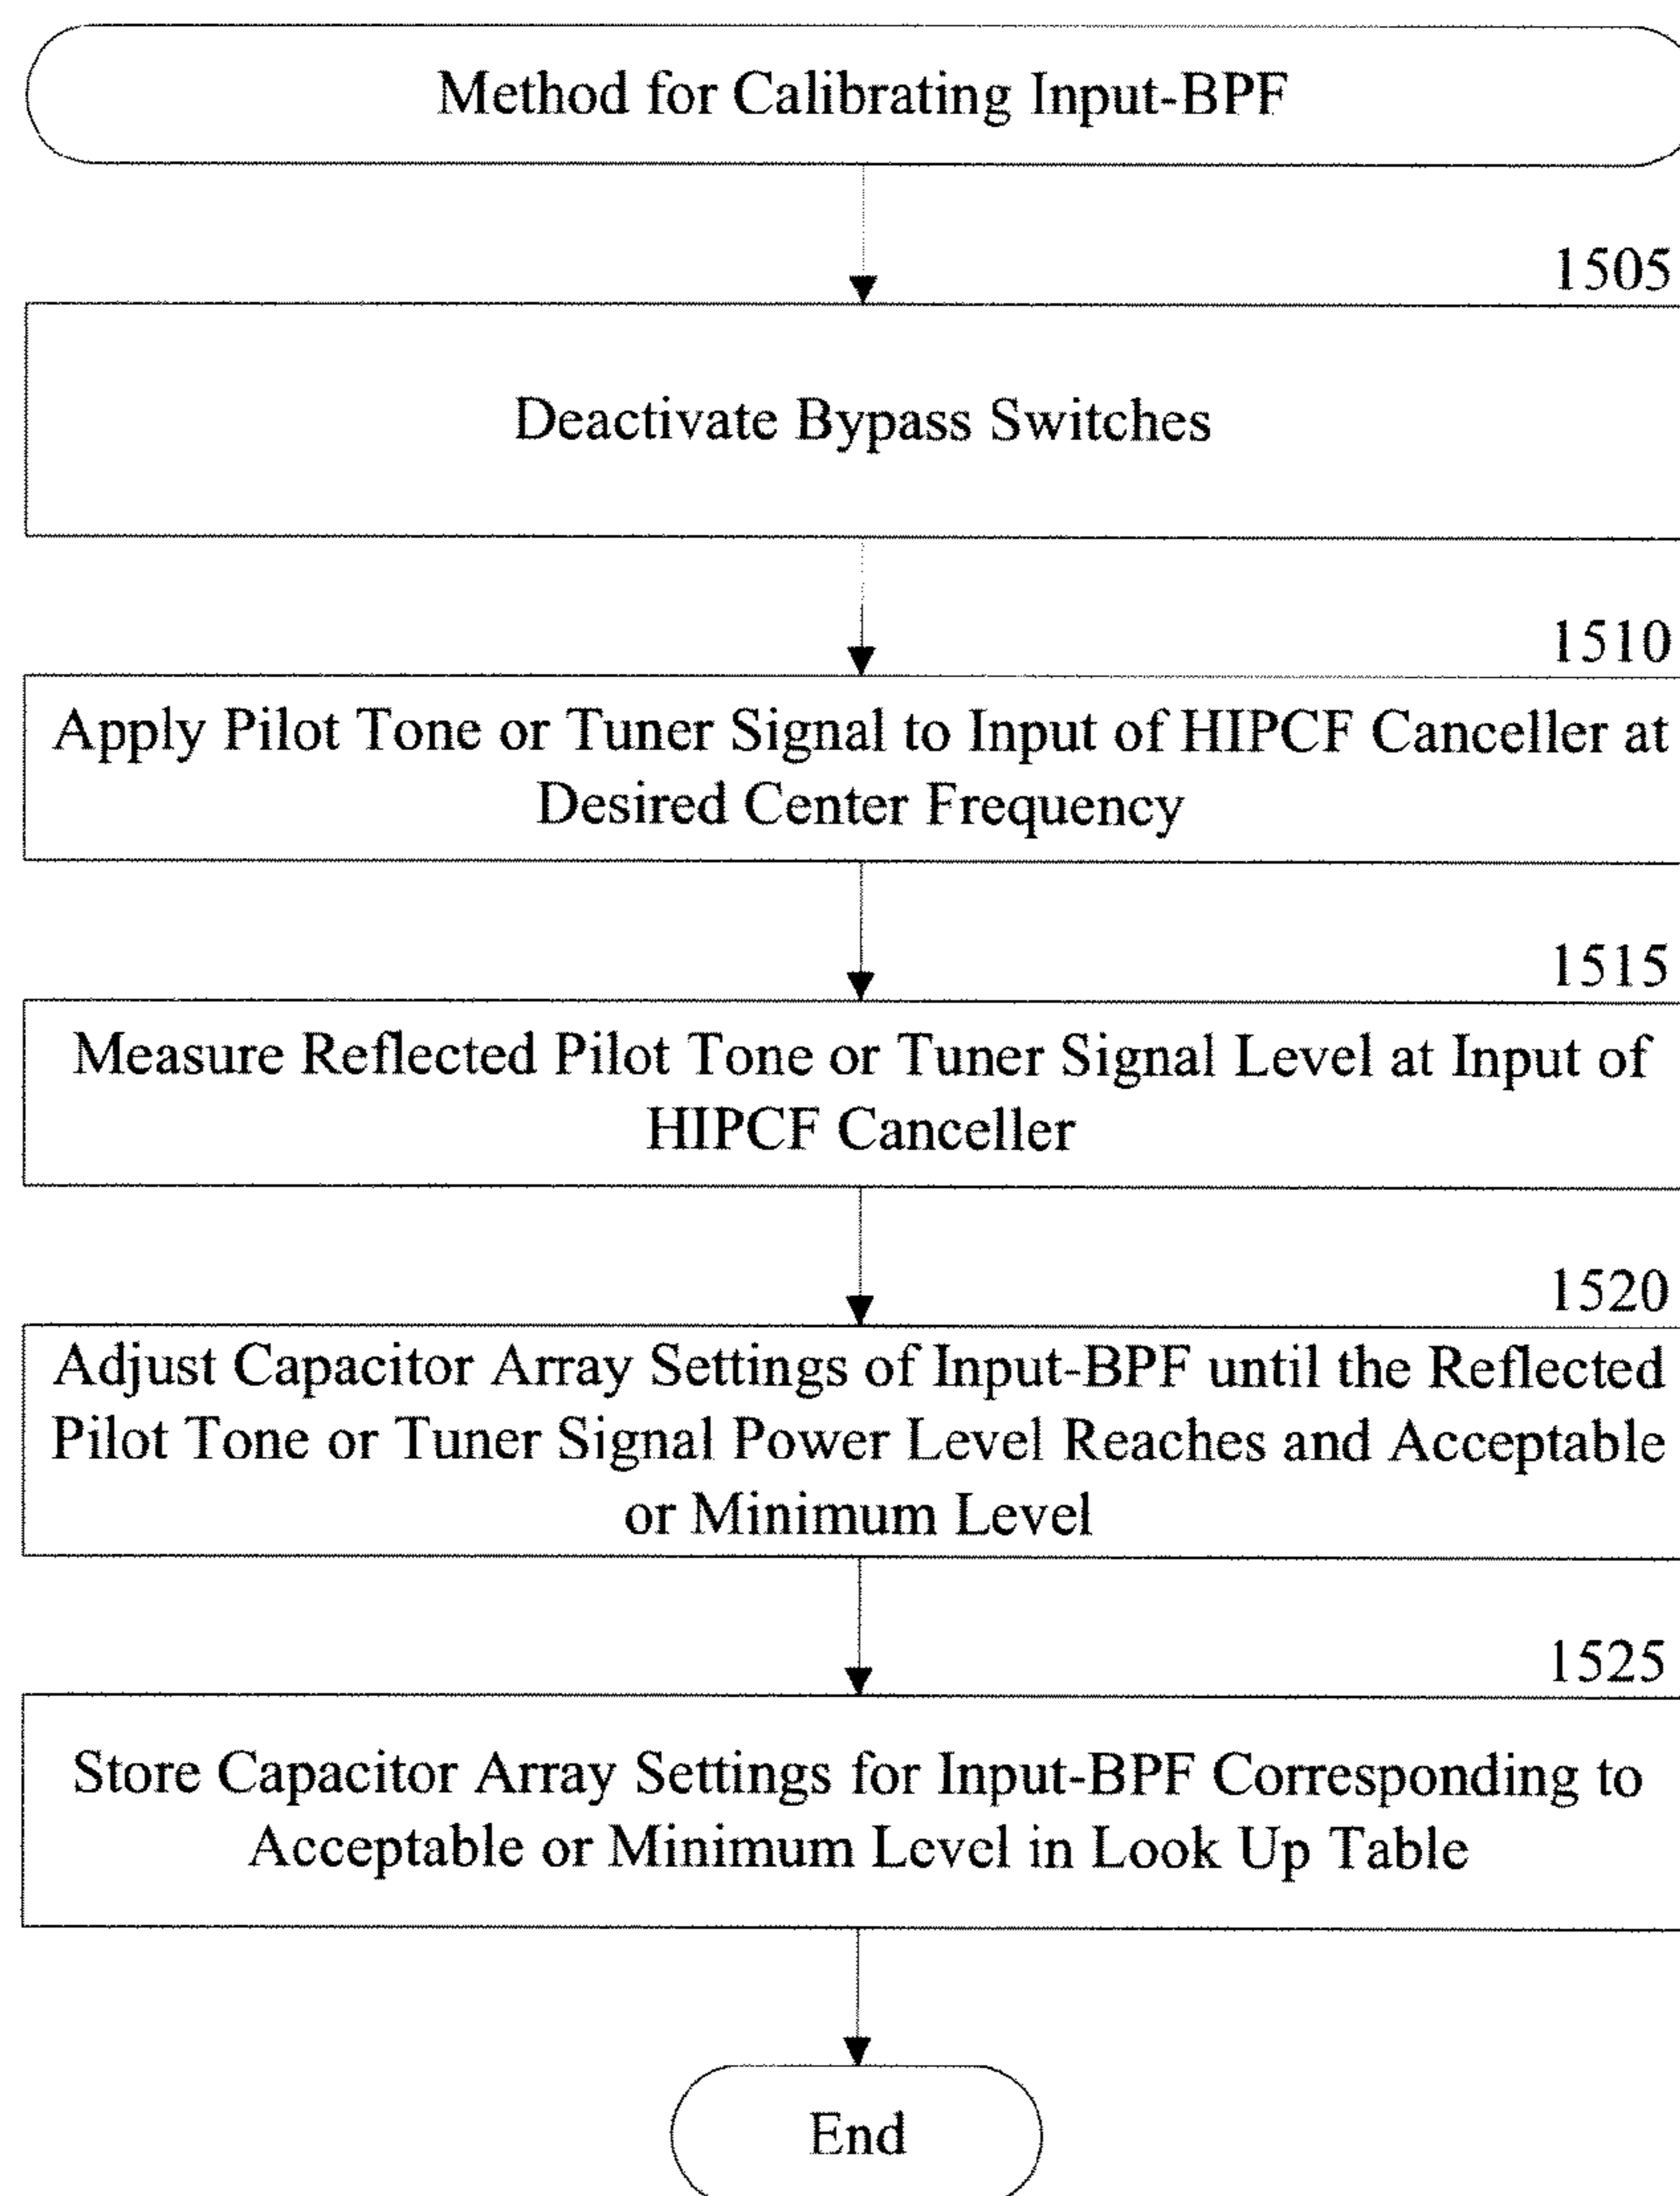 Method for Calibrating Input-BPF
1505
Deactivate Bypass Switches
1510
Apply Pilot Tone or Tuner Signal to Input of HIPCF Canceller at
Desired Center Frequency
1515
Measure Reflected Pilot Tone or Tuner Signal Level at Input of
HIPCF Canceller
1520
Adjust Capacitor Array Settings of Input-BPF until the Reflected
Pilot Tone or Tuner Signal Power Level Reaches and Acceptable
or Minimum Level
1525
Store Capacitor Array Settings for Input-BPF Corresponding to
Acceptable or Minimum Level in Look Up Table
End